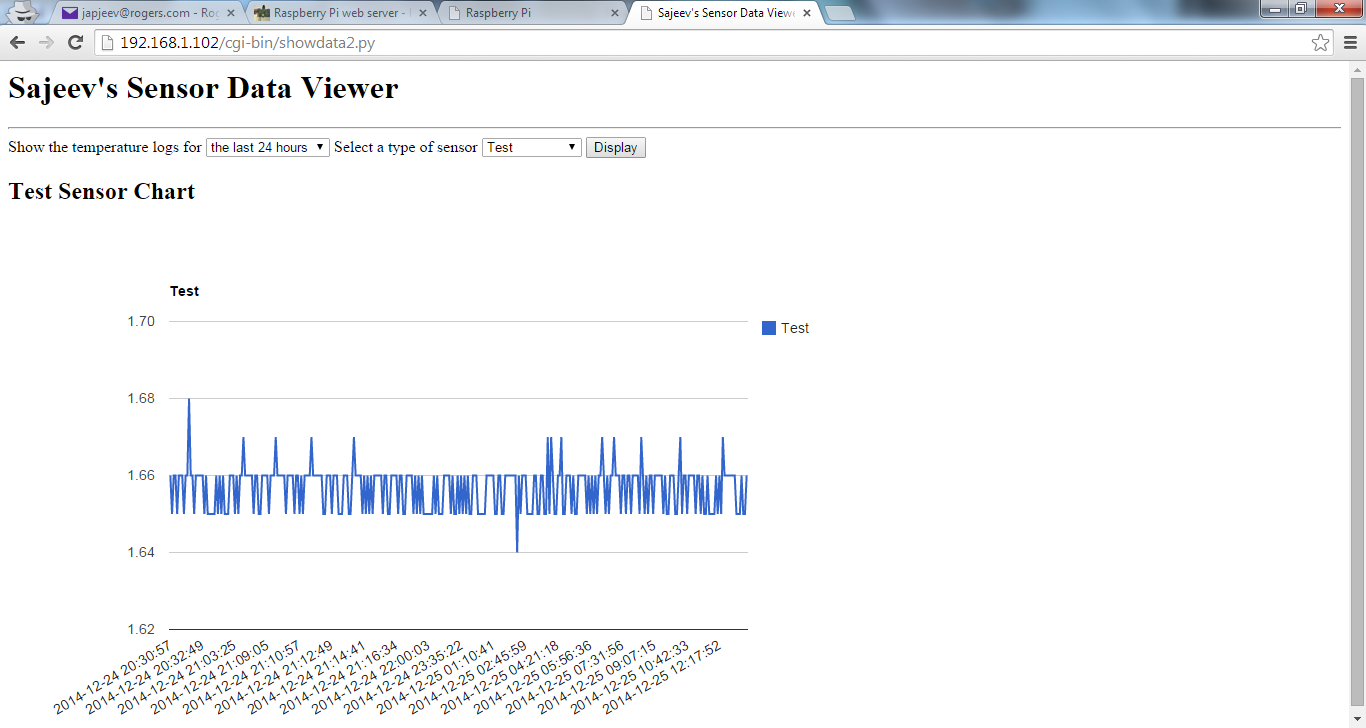 japjeev@rogers.com - Rog
Raspberry Pi web server -
Raspberry Pi
Sajeev's Sensor Data Viewe
192.168.1.102/cgi-bin/showdata2.py
Sajeev's Sensor Data Viewer
Show the temperature logs for the last 24 hours Select a type of sensor Test Display
Test Sensor Chart
Test
1.70
1.68
1.66
1.64
1.62
Test
2014-12-24 20:30:57
2014-12-24 20:32:49
2014-12-24 21:03:25
2014-12-24 21:09:05
2014-12-24 21:10:57
2014-12-24 21:12:49
2014-12-24 21:14:41
2014-12-24 21:16:34
2014-12-24 22:00:03
2014-12-24 23:35:22
2014-12-25 01:10:41
2014-12-25 02:45:59
2014-12-25 04:21:18
2014-12-25 05:56:36
2014-12-25 07:31:56
2014-12-25 09:07:15
2014-12-25 10:42:33
2014-12-25 12:17:52